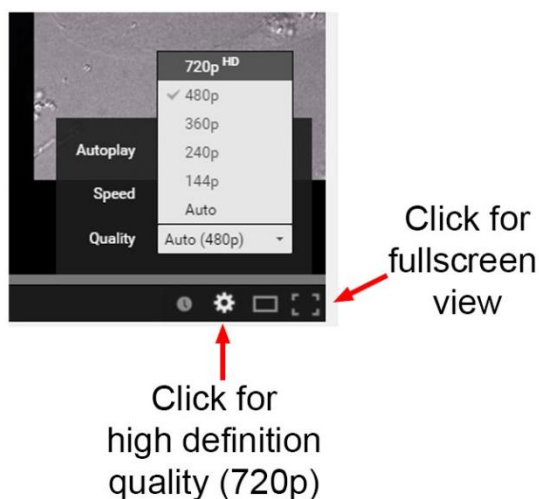 720p HD
✓ 480p
360p
Autoplay 240p
Speed 144p
Auto
Quality Auto (480p)
Click for
fullscreen
view
Click for
high definition
quality (720p)